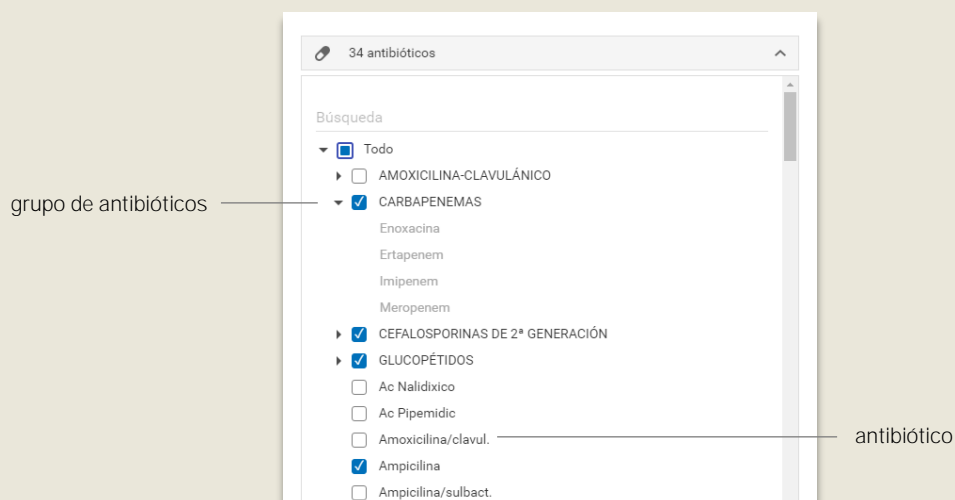 34 antibióticos
Búsqueda
Todo
AMOXICILINA-CLAVULÁNICO
grupo de antibióticos
CARBAPENEMAS
Enoxacina
Ertapenem
Imipenem
Meropenem
CEFALOSPORINAS DE 2ª GENERACIÓN
GLUCOPÉTIDOS
Ac Nalidixico
Ac Pipemidic
Amoxicilina/clavul.
antibiótico
Ampicilina
Ampicilina/sulbact.